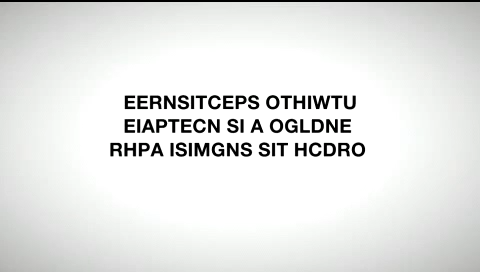 EERNSITCEPS OTHIWTU
EIAPTECN SI A OGLDNE
RHPA ISIMGNS SIT HCDRO